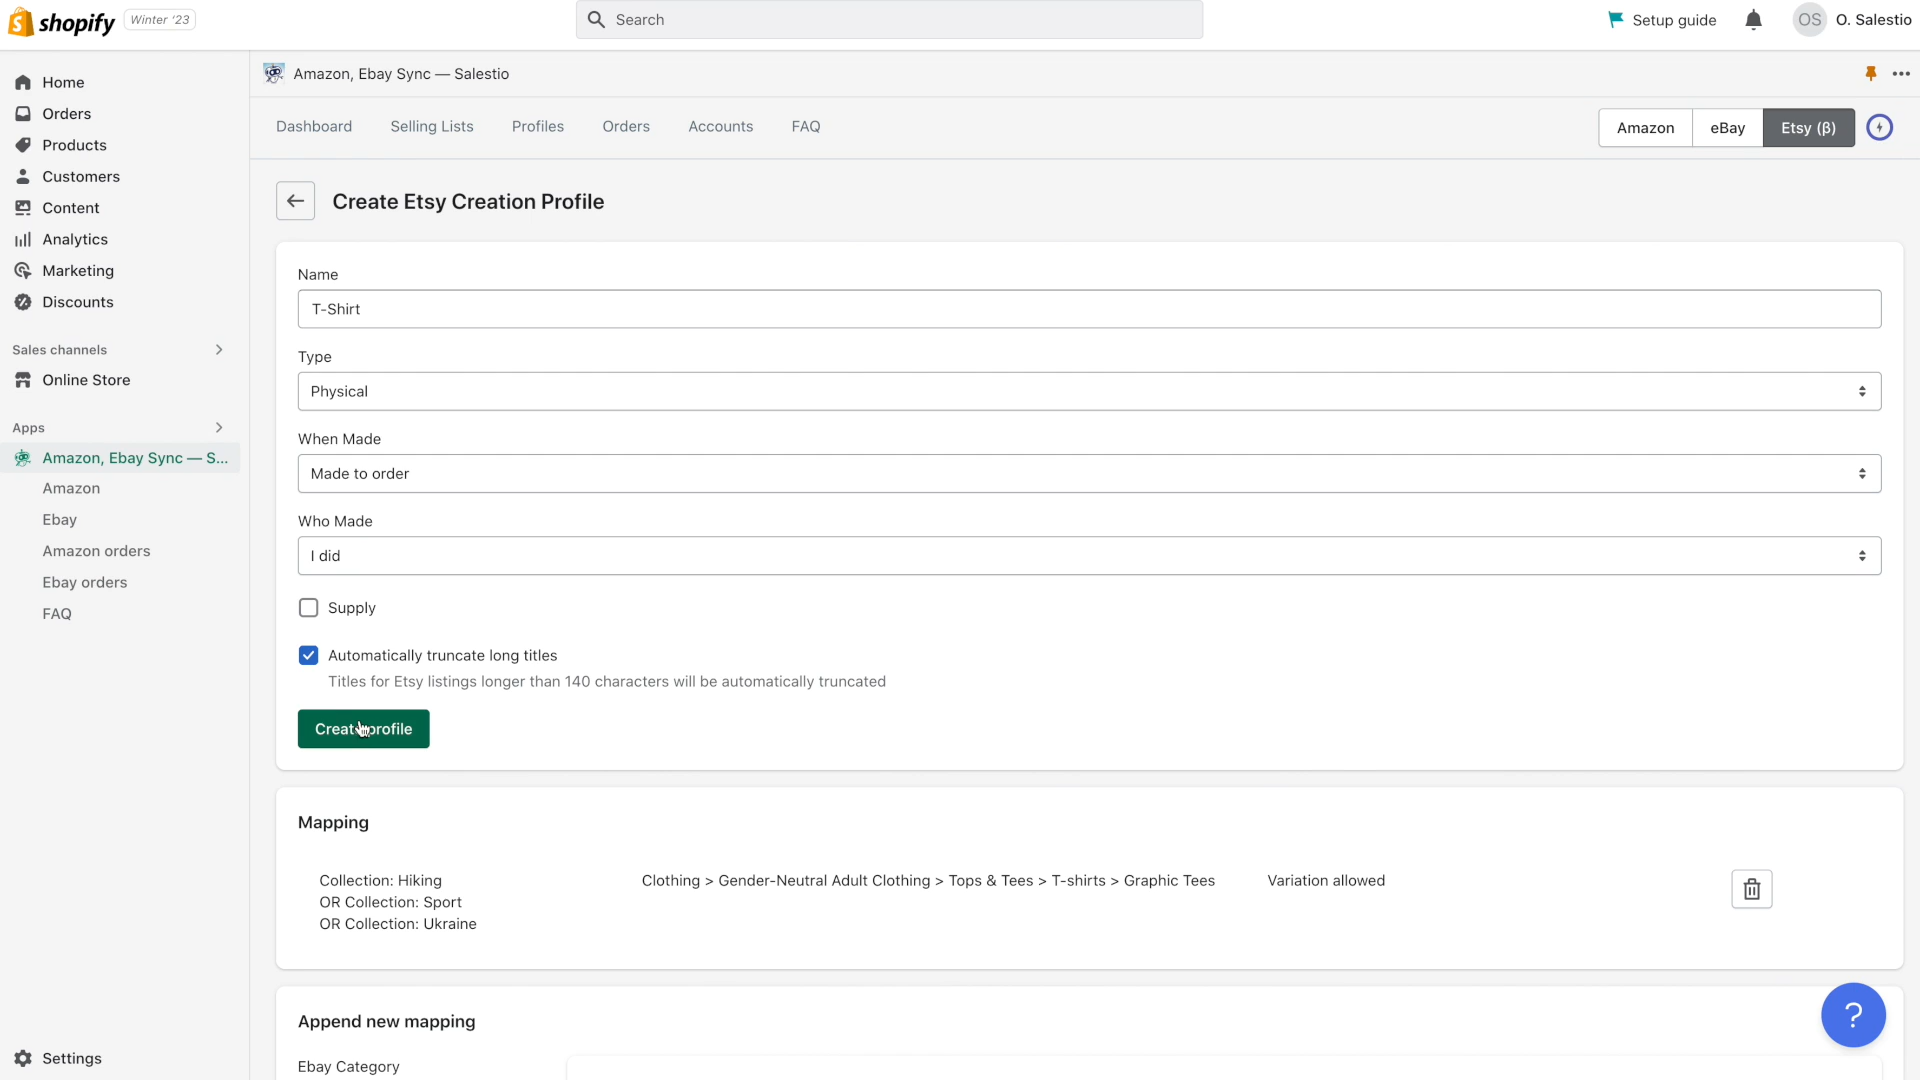 shopify Winter '23
Search
Setup guide
OS O. Salestio
Home
Orders
Products
Customers
Content
Analytics
Marketing
Discounts
Sales channels
Online Store
Apps
Amazon, Ebay Sync — S...
Amazon
Ebay
Amazon orders
Ebay orders
FAQ
Settings
Amazon, Ebay Sync — Salestio
Dashboard Selling Lists Profiles Orders Accounts FAQ
Amazon eBay Etsy (β)
Create Etsy Creation Profile
Name
T-Shirt
Type
Physical
When Made
Made to order
Who Made
I did
Supply
Automatically truncate long titles
Titles for Etsy listings longer than 140 characters will be automatically truncated
Create profile
Mapping
Collection: Hiking
OR Collection: Sport
OR Collection: Ukraine
Clothing > Gender-Neutral Adult Clothing > Tops & Tees > T-shirts > Graphic Tees
Variation allowed
Append new mapping
Ebay Category
?